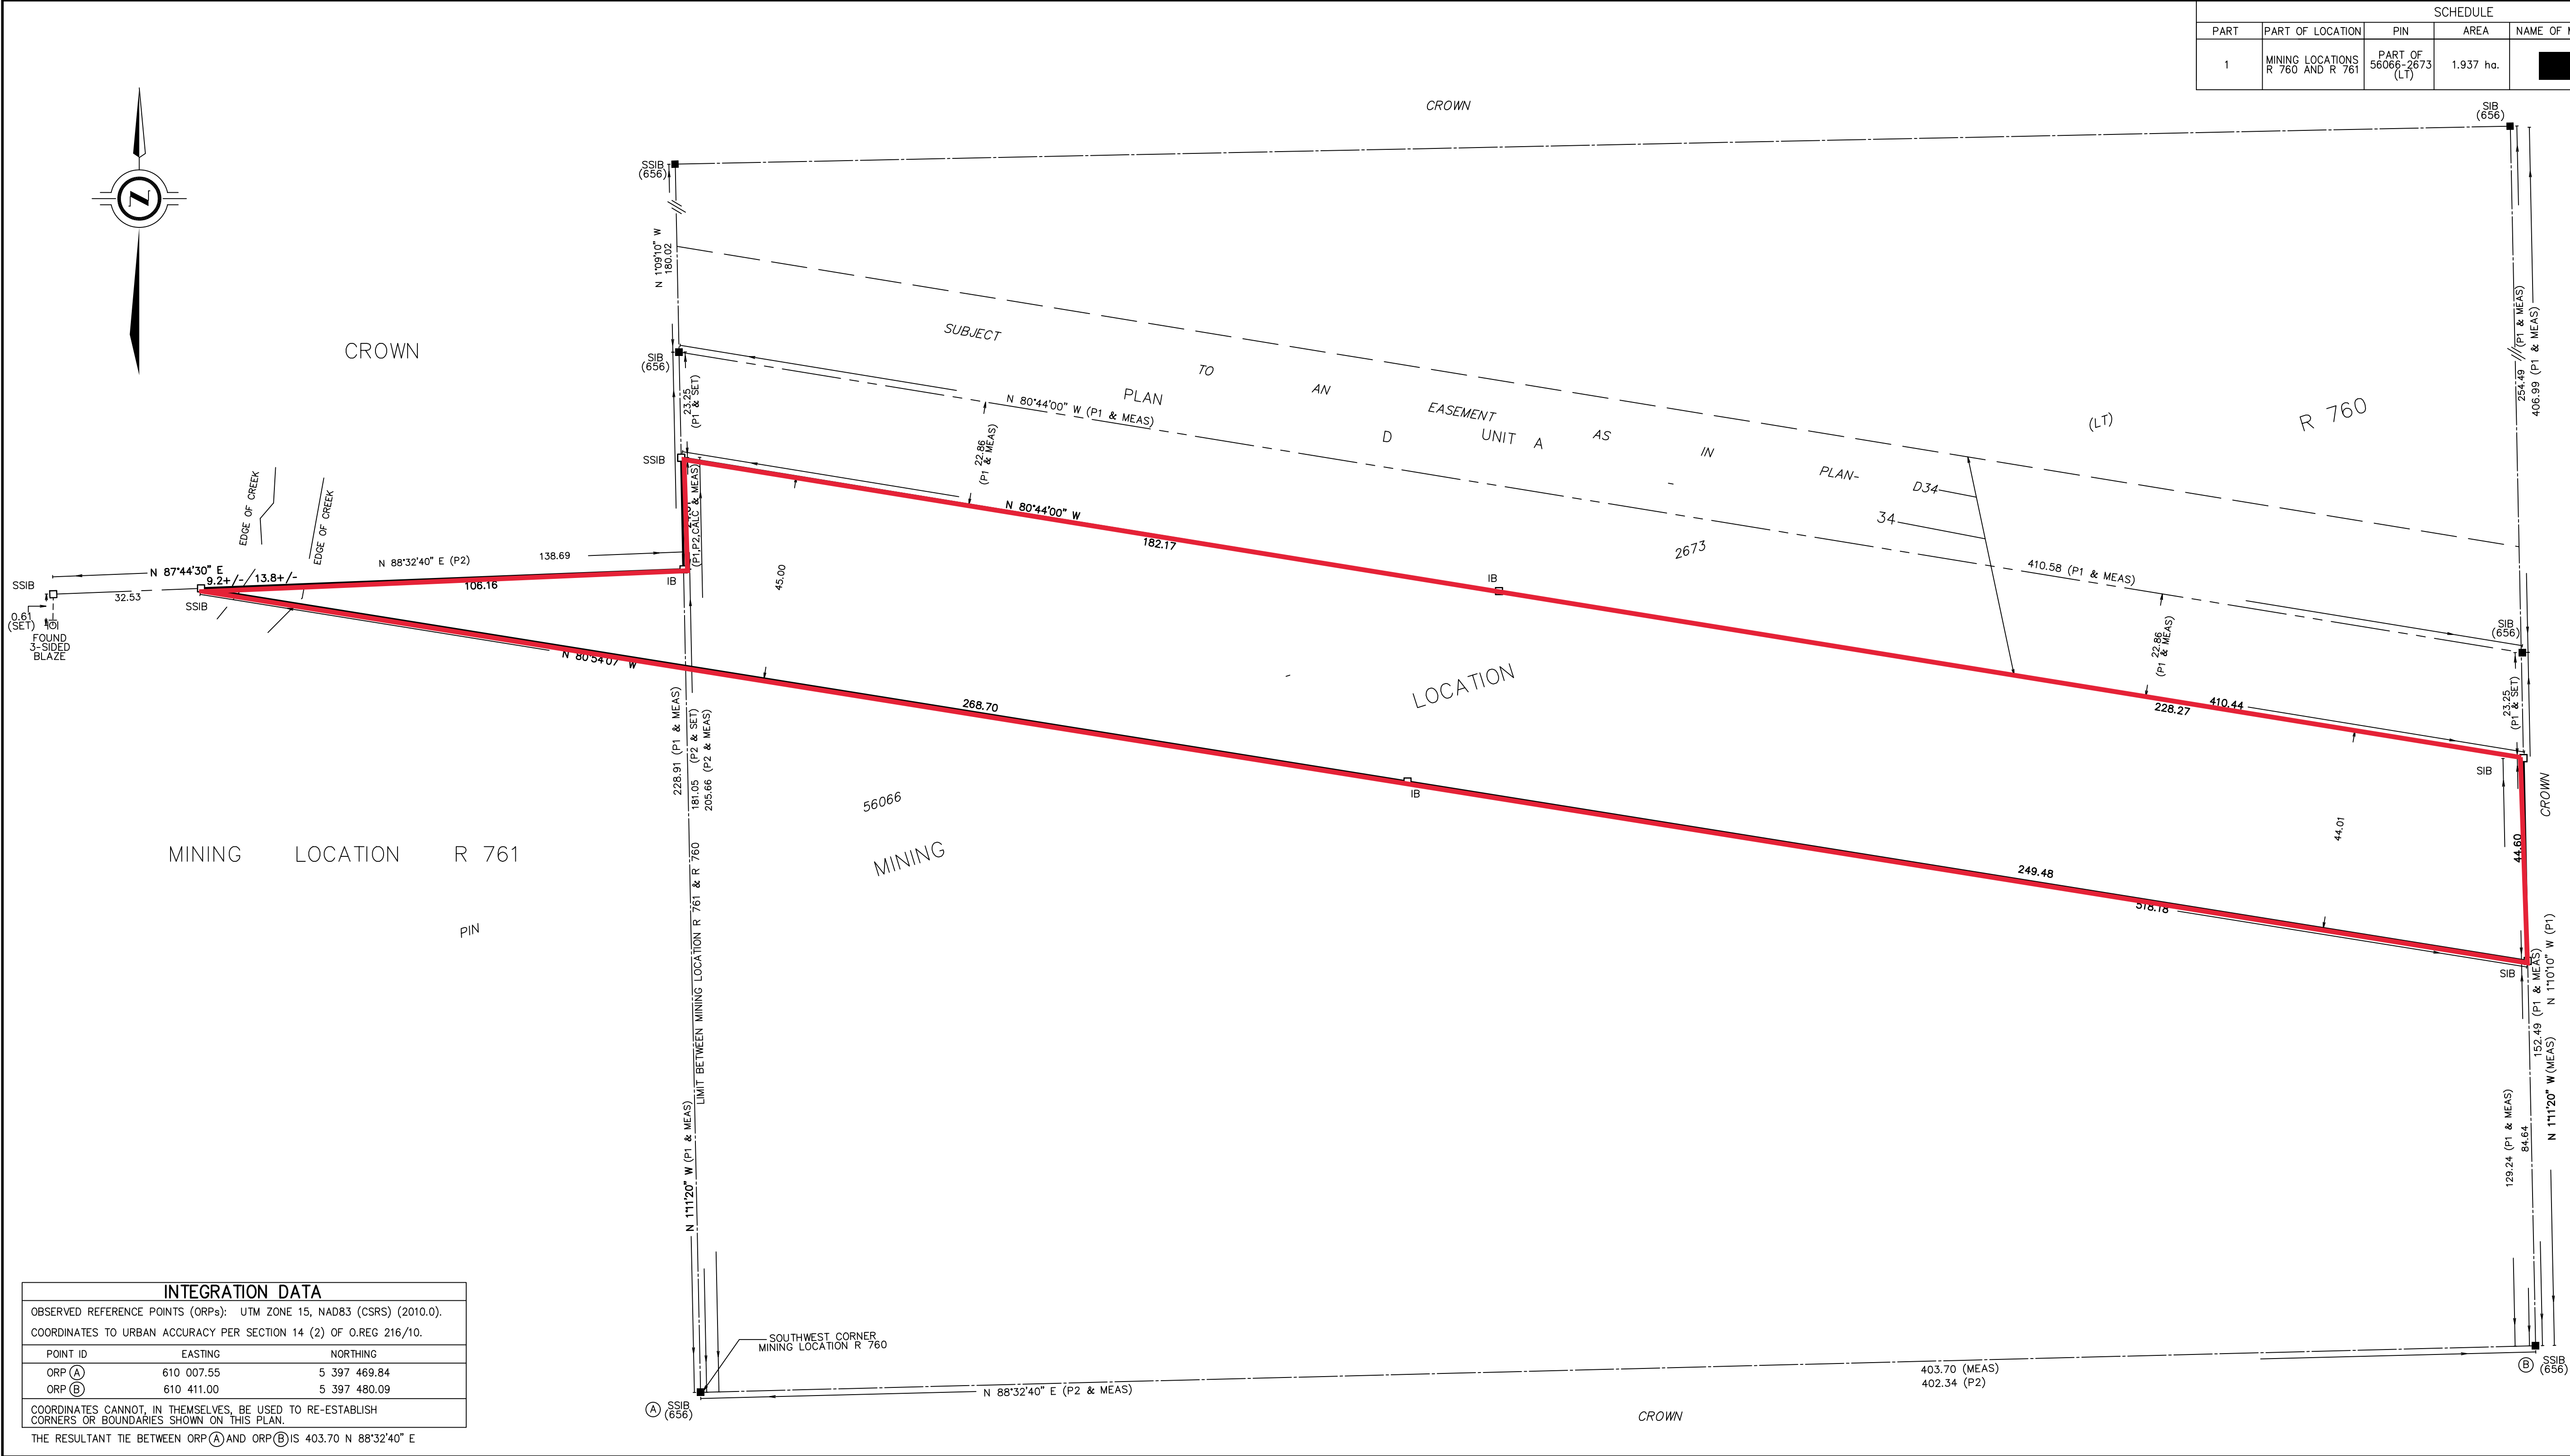 SCHEDULE
PART PART OF LOCATION PIN AREA NAME OF
1
MINING LOCATIONS
R 760 AND R 761
PART OF
56066-2673
(LT)
1.937 ha.
CROWN
SIB
(656)
SSIB
(656)
N 1°09'10" W
180.02
CROWN
SUBJECT
TO
AN
EASEMENT
AS
IN
PLAN-
D34
SIB
(656)
23.25
(P1 & SET)
PLAN
D
UNIT A
-
34
N 80°44'00" W (P1 & MEAS)
22.86
(P1 & MEAS)
(LT)
R 760
254.49 (P1 & MEAS)
406.99 (P1 & MEAS)
SSIB
(P1,P2,CALC & MEAS)
N 80°44'00" W
182.17
2673
410.58 (P1 & MEAS)
EDGE OF CREEK
EDGE OF CREEK
N 87°44'30" E
9.2+/-
13.8+/-
N 88°32'40" E (P2)
138.69
106.16
IB
45.00
IB
SSIB
32.53
SSIB
0.61
(SET)
FOUND
3-SIDED
BLAZE
SIB
(656)
22.86
(P1 & MEAS)
23.25
(P1 & SET)
N 80°54'07" W
268.70
-
LOCATION
410.44
228.27
SIB
CROWN
228.91 (P1 & MEAS)
181.05 (P2 & SET)
205.66 (P2 & MEAS)
56066
IB
MINING LOCATION R 761
MINING
44.01
44.60
249.48
518.18
PIN
LIMIT BETWEEN MINING LOCATION R 761 & R 760
SIB
152.49 (P1 & MEAS)
N 1°10'10" W (P1)
N 1°11'20" W (MEAS)
129.24 (P1 & MEAS)
84.64
N 1°11'20" W (P1 & MEAS)
SOUTHWEST CORNER
MINING LOCATION R 760
N 88°32'40" E (P2 & MEAS)
403.70 (MEAS)
402.34 (P2)
B SSIB
(656)
A SSIB
(656)
CROWN
INTEGRATION DATA
OBSERVED REFERENCE POINTS (ORPs): UTM ZONE 15, NAD83 (CSRS) (2010.0).
COORDINATES TO URBAN ACCURACY PER SECTION 14 (2) OF O.REG 216/10.
POINT ID EASTING NORTHING
ORP A 610 007.55 5 397 469.84
ORP B 610 411.00 5 397 480.09
COORDINATES CANNOT, IN THEMSELVES, BE USED TO RE-ESTABLISH
CORNERS OR BOUNDARIES SHOWN ON THIS PLAN.
THE RESULTANT TIE BETWEEN ORP A AND ORP B IS 403.70 N 88°32'40" E